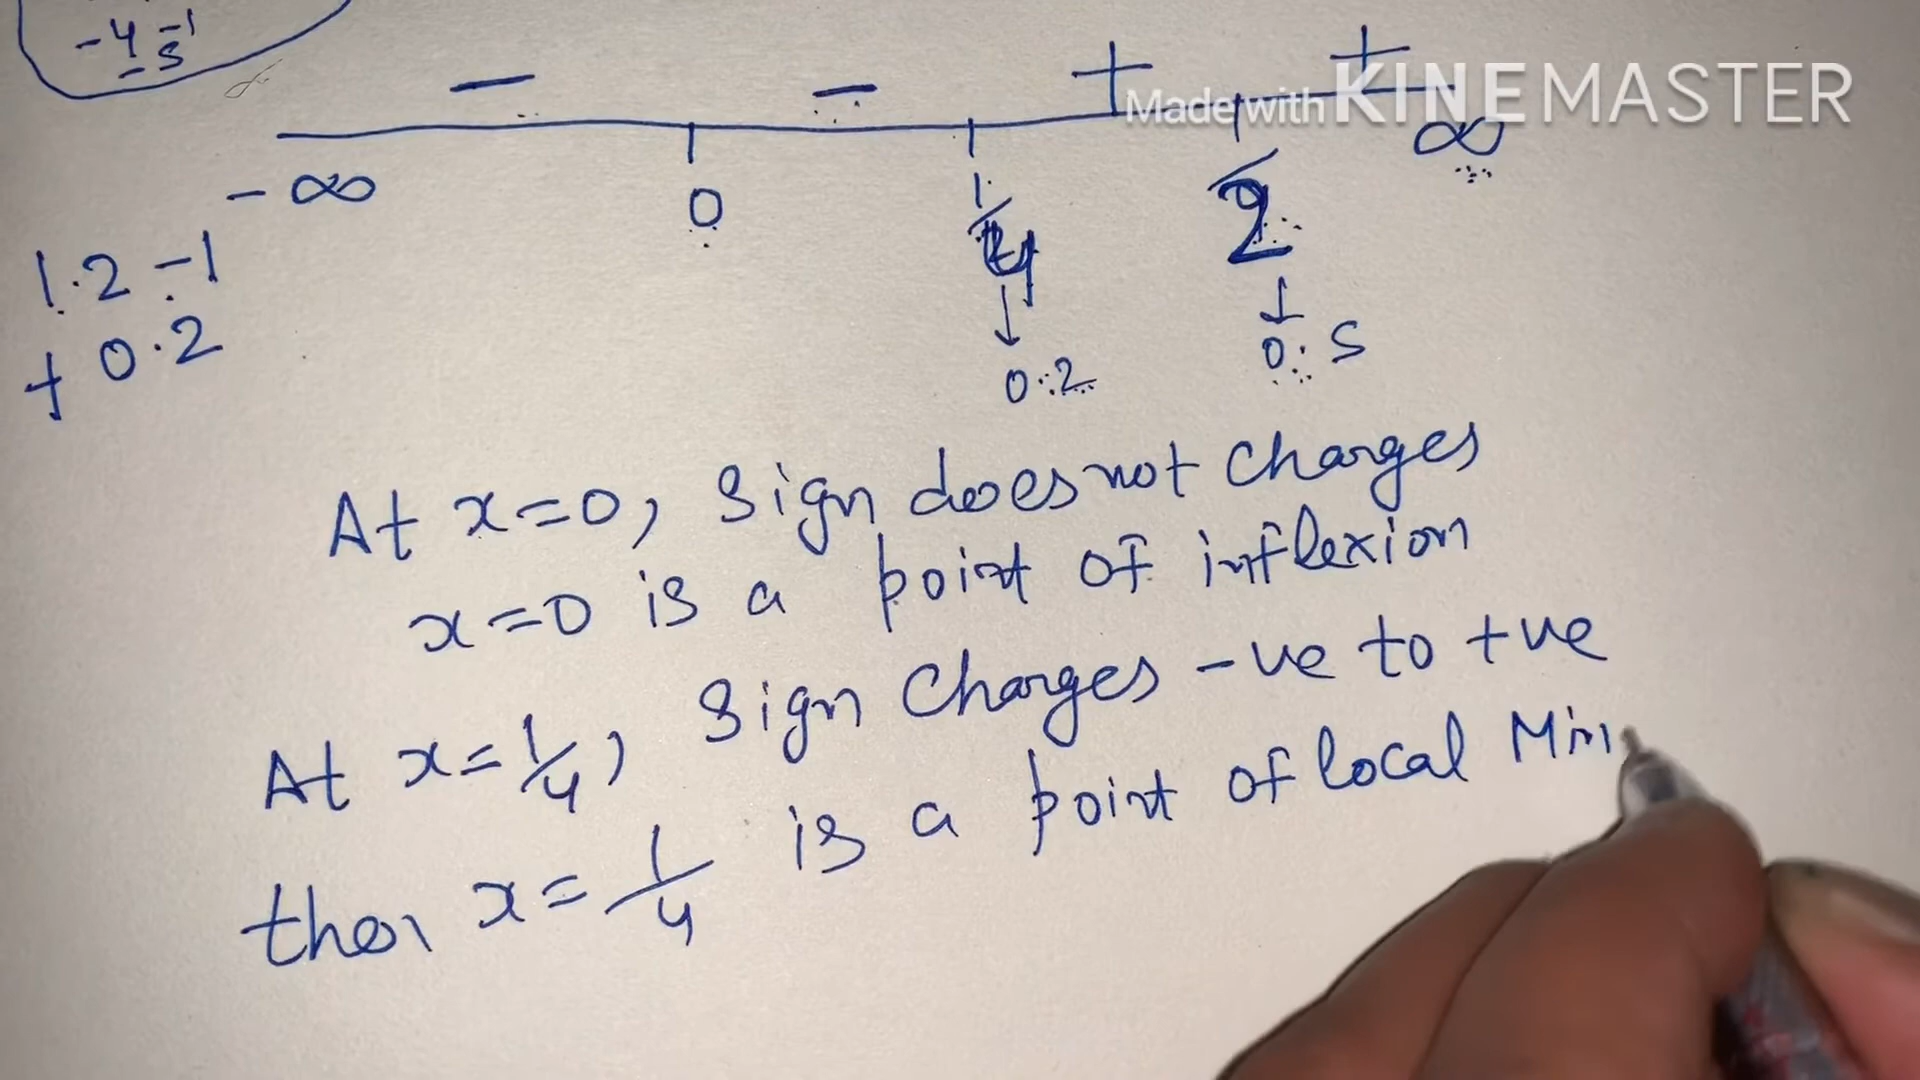 -4-1
-5
- - + +
Made with KINEMASTER
-∞ 0 1/4 1/2 ∞
1.2-1
+0.2
0.2 0.5
At x=0, Sign does not Changes
x=0 is a point of inflexion
At x=1/4, Sign Changes -ve to +ve
then x=1/4 is a point of local Min